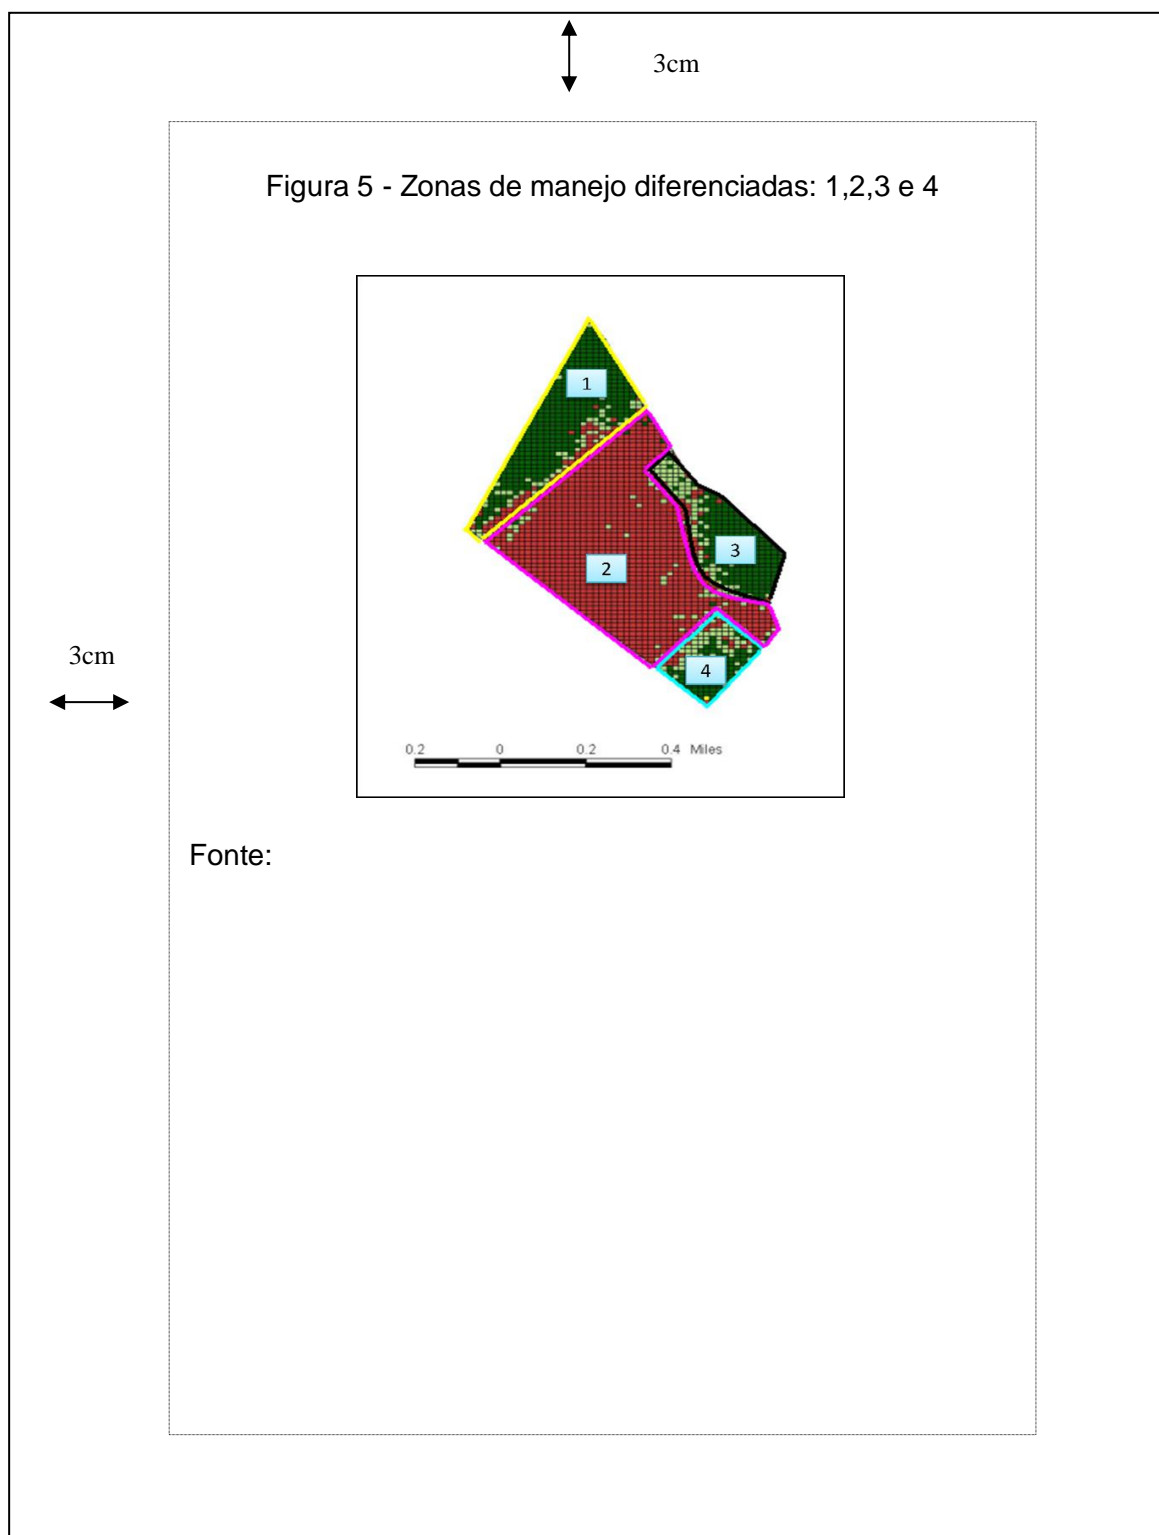 3cm
Figura 5 - Zonas de manejo diferenciadas: 1,2,3 e 4
1
3
2
3cm
4
0.2 0 0.2 0.4 Miles
Fonte: